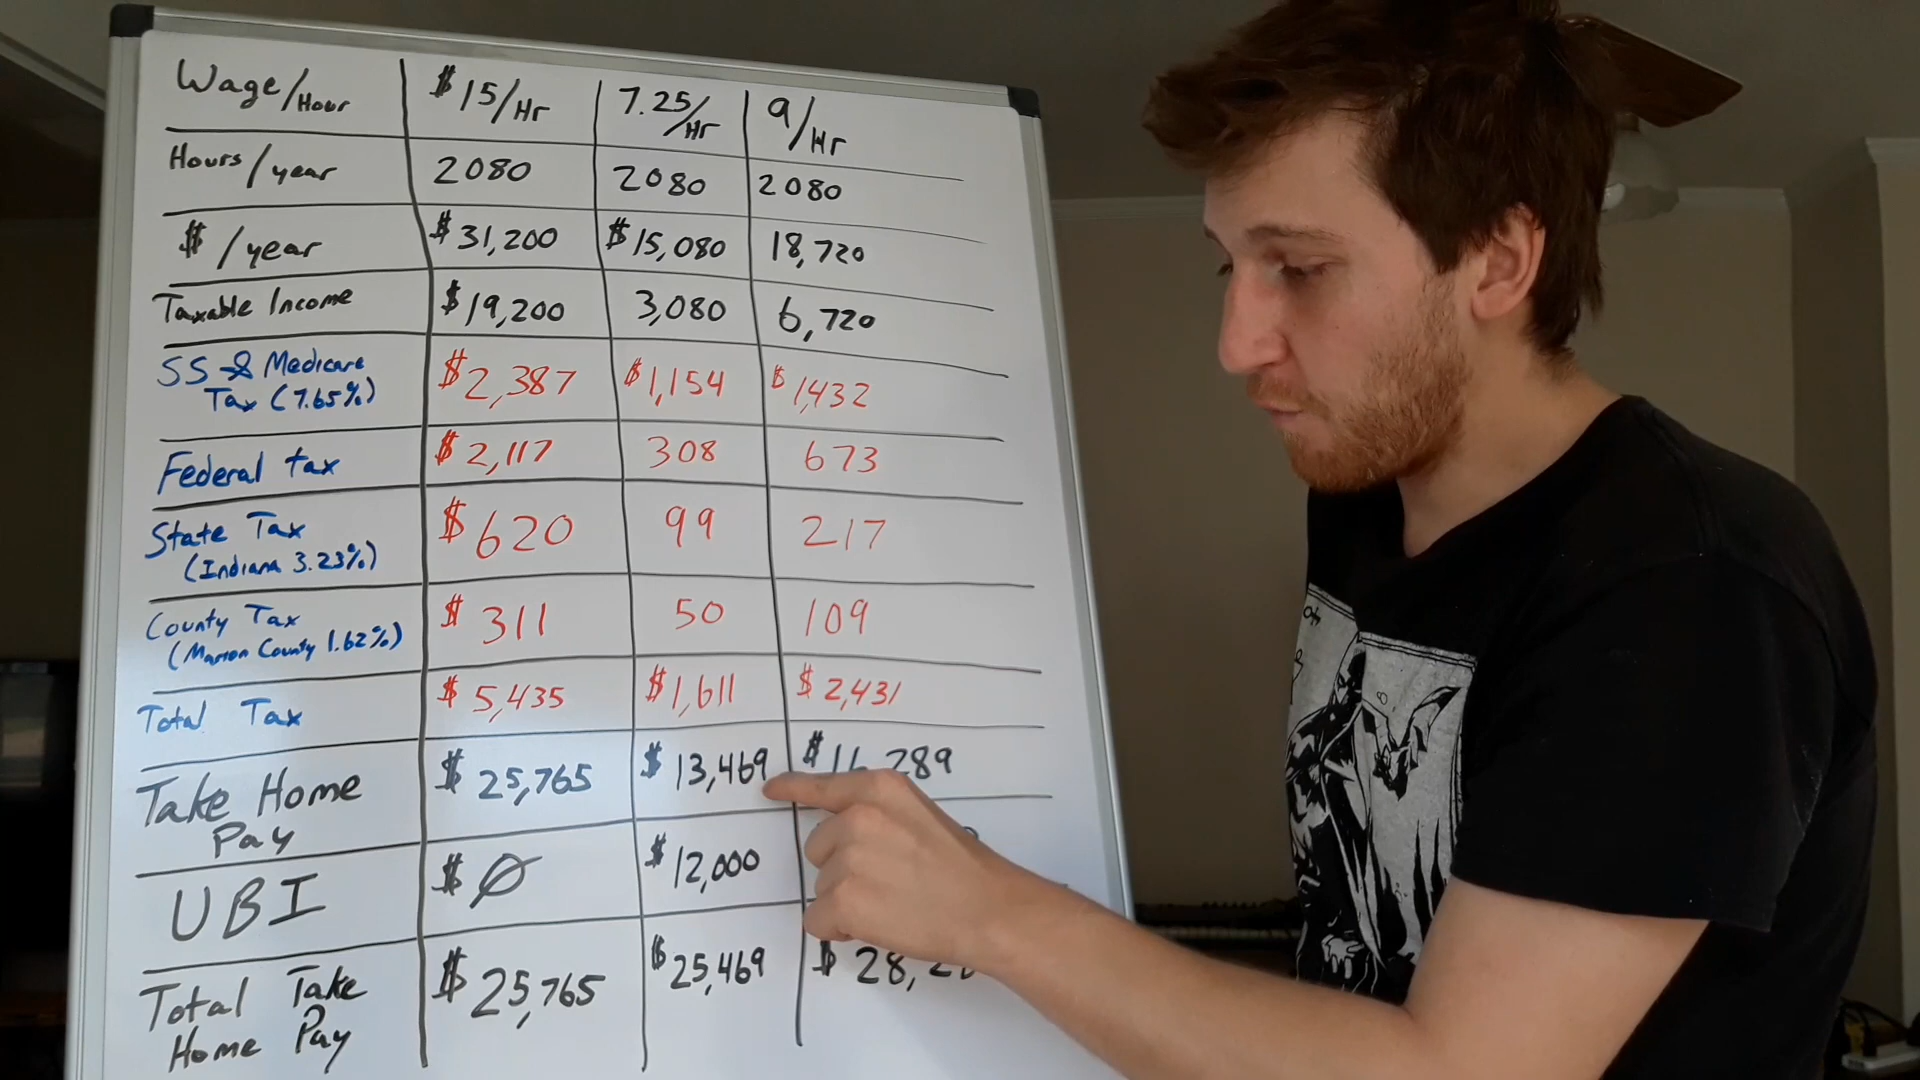 Wage/Hour $15/Hr 7.25/Hr 9/Hr
Hours/year 2080 2080 2080
$/year $31,200 $15,080 18,720
Taxable Income $19,200 3,080 6,720
SS & Medicare
Tax (7.65%) $2,387 $1,154 $1,432
Federal tax $2,117 308 673
State Tax
(Indiana 3.23%) $620 99 217
County Tax
(Marion County 1.62%) $311 50 109
Total Tax $5,435 $1,611 $2,431
Take Home
Pay $25,765 $13,469 $16,289
UBI $0 $12,000
Total Take
Home Pay $25,765 $25,469 $28,2